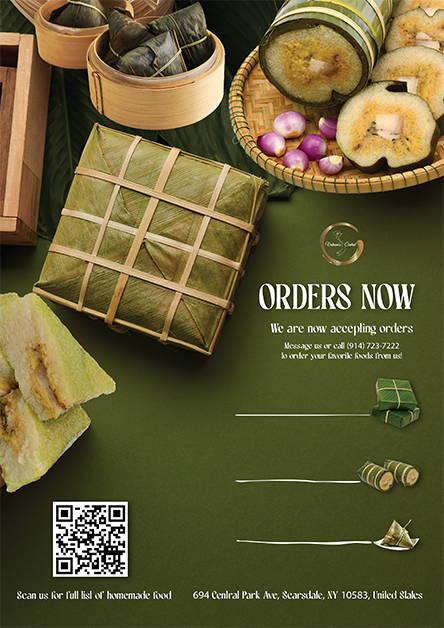 Vietnamese Central
ORDERS NOW
We are now accepting orders
Message us or call (914) 723-7222
to order your favorite foods from us!
Scan us for full list of homemade food
694 Central Park Ave, Scarsdale, NY 10583, United States